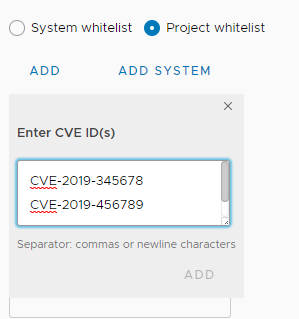 System whitelist Project whitelist
ADD ADD SYSTEM
Enter CVE ID(s)
CVE-2019-345678
CVE-2019-456789
Separator: commas or newline characters
ADD